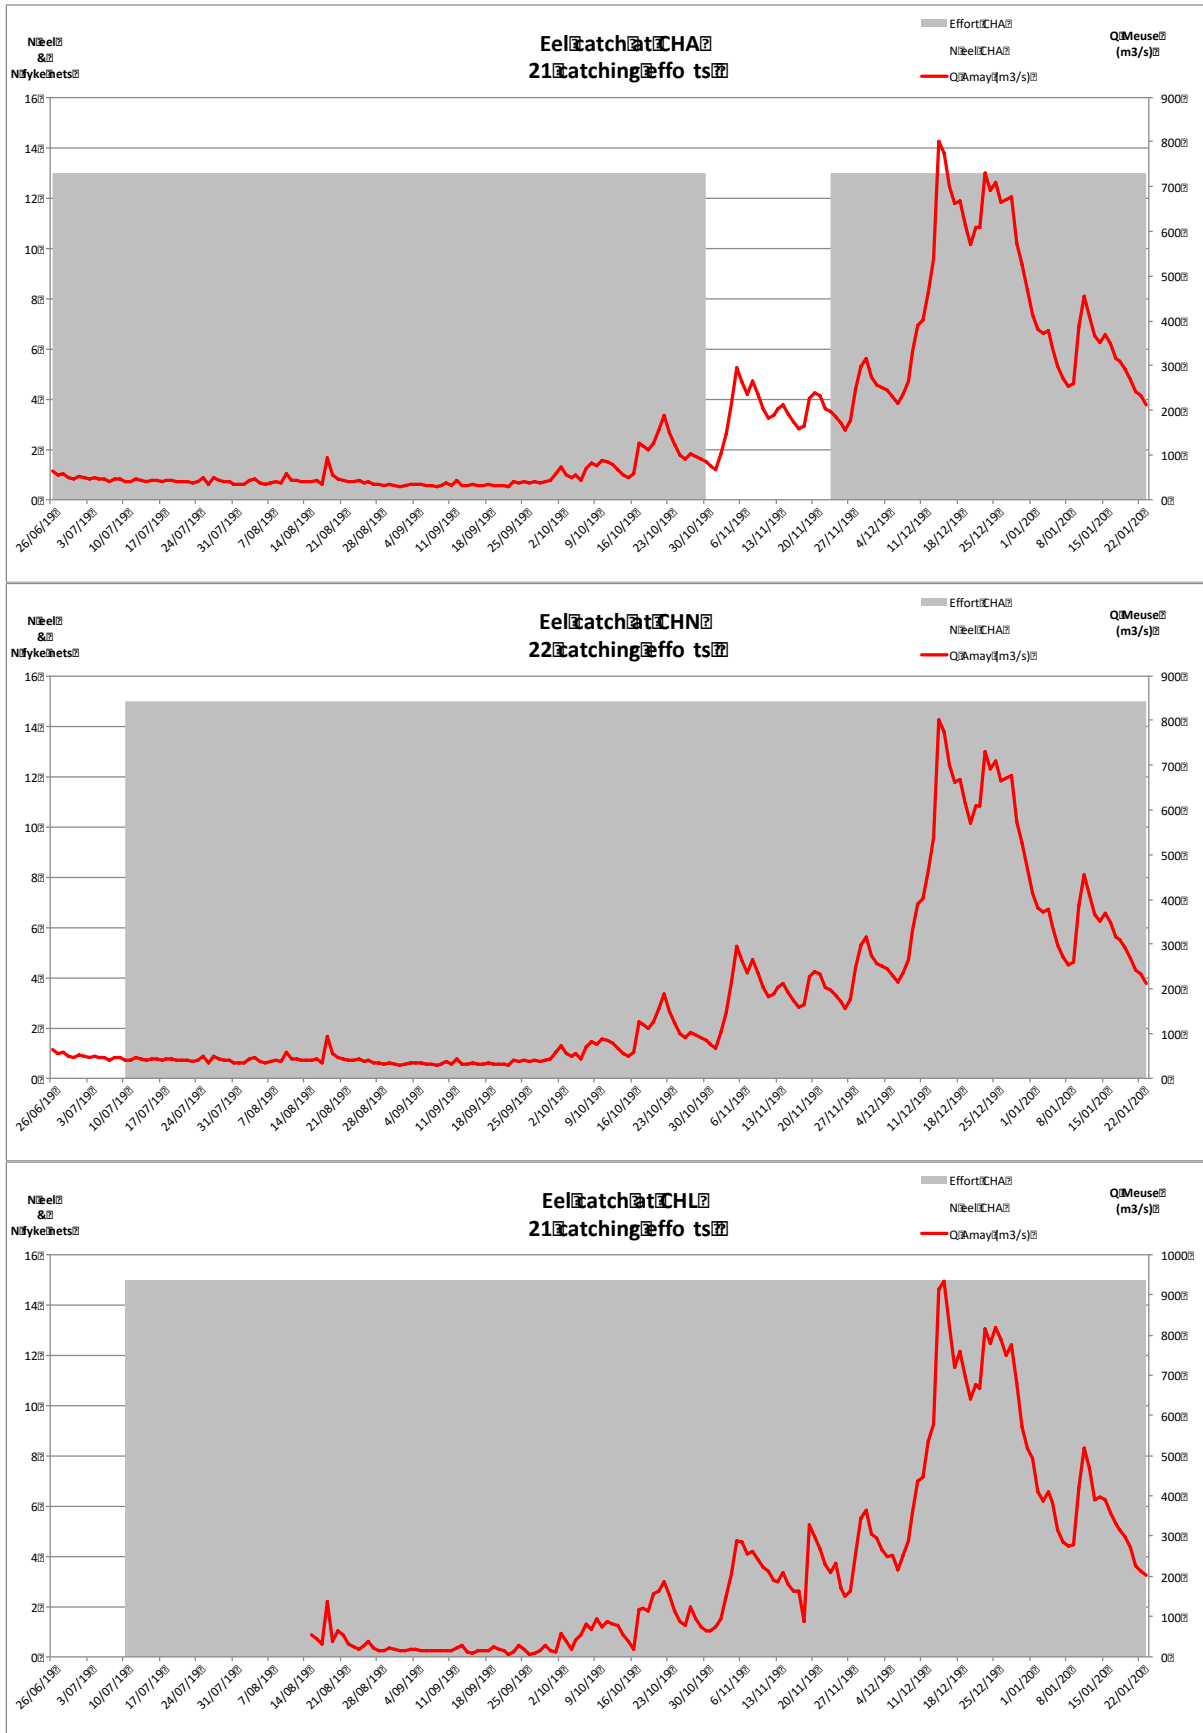 N⍰eel⍰
&⍰
N⍰fyke⍰nets⍰
Eel⍰catch⍰at⍰CHA⍰
21⍰catching⍰effo ts⍰⍰
Effort⍰CHA⍰
N⍰eel⍰CHA⍰
Q⍰Amay⍰(m3/s)⍰
Q⍰Meuse⍰
(m3/s)⍰
16⍰
14⍰
12⍰
10⍰
8⍰
6⍰
4⍰
2⍰
0⍰
900⍰
800⍰
700⍰
600⍰
500⍰
400⍰
300⍰
200⍰
100⍰
0⍰
26/06/19⍰ 3/07/19⍰ 10/07/19⍰ 17/07/19⍰ 24/07/19⍰ 31/07/19⍰ 7/08/19⍰ 14/08/19⍰ 21/08/19⍰ 28/08/19⍰ 4/09/19⍰ 11/09/19⍰ 18/09/19⍰ 25/09/19⍰ 2/10/19⍰ 9/10/19⍰ 16/10/19⍰ 23/10/19⍰ 30/10/19⍰ 6/11/19⍰ 13/11/19⍰ 20/11/19⍰ 27/11/19⍰ 4/12/19⍰ 11/12/19⍰ 18/12/19⍰ 25/12/19⍰ 1/01/20⍰ 8/01/20⍰ 15/01/20⍰ 22/01/20⍰
N⍰eel⍰
&⍰
N⍰fyke⍰nets⍰
Eel⍰catch⍰at⍰CHN⍰
22⍰catching⍰effo ts⍰⍰
Effort⍰CHA⍰
N⍰eel⍰CHA⍰
Q⍰Amay⍰(m3/s)⍰
Q⍰Meuse⍰
(m3/s)⍰
16⍰
14⍰
12⍰
10⍰
8⍰
6⍰
4⍰
2⍰
0⍰
900⍰
800⍰
700⍰
600⍰
500⍰
400⍰
300⍰
200⍰
100⍰
0⍰
26/06/19⍰ 3/07/19⍰ 10/07/19⍰ 17/07/19⍰ 24/07/19⍰ 31/07/19⍰ 7/08/19⍰ 14/08/19⍰ 21/08/19⍰ 28/08/19⍰ 4/09/19⍰ 11/09/19⍰ 18/09/19⍰ 25/09/19⍰ 2/10/19⍰ 9/10/19⍰ 16/10/19⍰ 23/10/19⍰ 30/10/19⍰ 6/11/19⍰ 13/11/19⍰ 20/11/19⍰ 27/11/19⍰ 4/12/19⍰ 11/12/19⍰ 18/12/19⍰ 25/12/19⍰ 1/01/20⍰ 8/01/20⍰ 15/01/20⍰ 22/01/20⍰
N⍰eel⍰
&⍰
N⍰fyke⍰nets⍰
Eel⍰catch⍰at⍰CHL⍰
21⍰catching⍰effo ts⍰⍰
Effort⍰CHA⍰
N⍰eel⍰CHA⍰
Q⍰Amay⍰(m3/s)⍰
Q⍰Meuse⍰
(m3/s)⍰
16⍰
14⍰
12⍰
10⍰
8⍰
6⍰
4⍰
2⍰
0⍰
1000⍰
900⍰
800⍰
700⍰
600⍰
500⍰
400⍰
300⍰
200⍰
100⍰
0⍰
26/06/19⍰ 3/07/19⍰ 10/07/19⍰ 17/07/19⍰ 24/07/19⍰ 31/07/19⍰ 7/08/19⍰ 14/08/19⍰ 21/08/19⍰ 28/08/19⍰ 4/09/19⍰ 11/09/19⍰ 18/09/19⍰ 25/09/19⍰ 2/10/19⍰ 9/10/19⍰ 16/10/19⍰ 23/10/19⍰ 30/10/19⍰ 6/11/19⍰ 13/11/19⍰ 20/11/19⍰ 27/11/19⍰ 4/12/19⍰ 11/12/19⍰ 18/12/19⍰ 25/12/19⍰ 1/01/20⍰ 8/01/20⍰ 15/01/20⍰ 22/01/20⍰